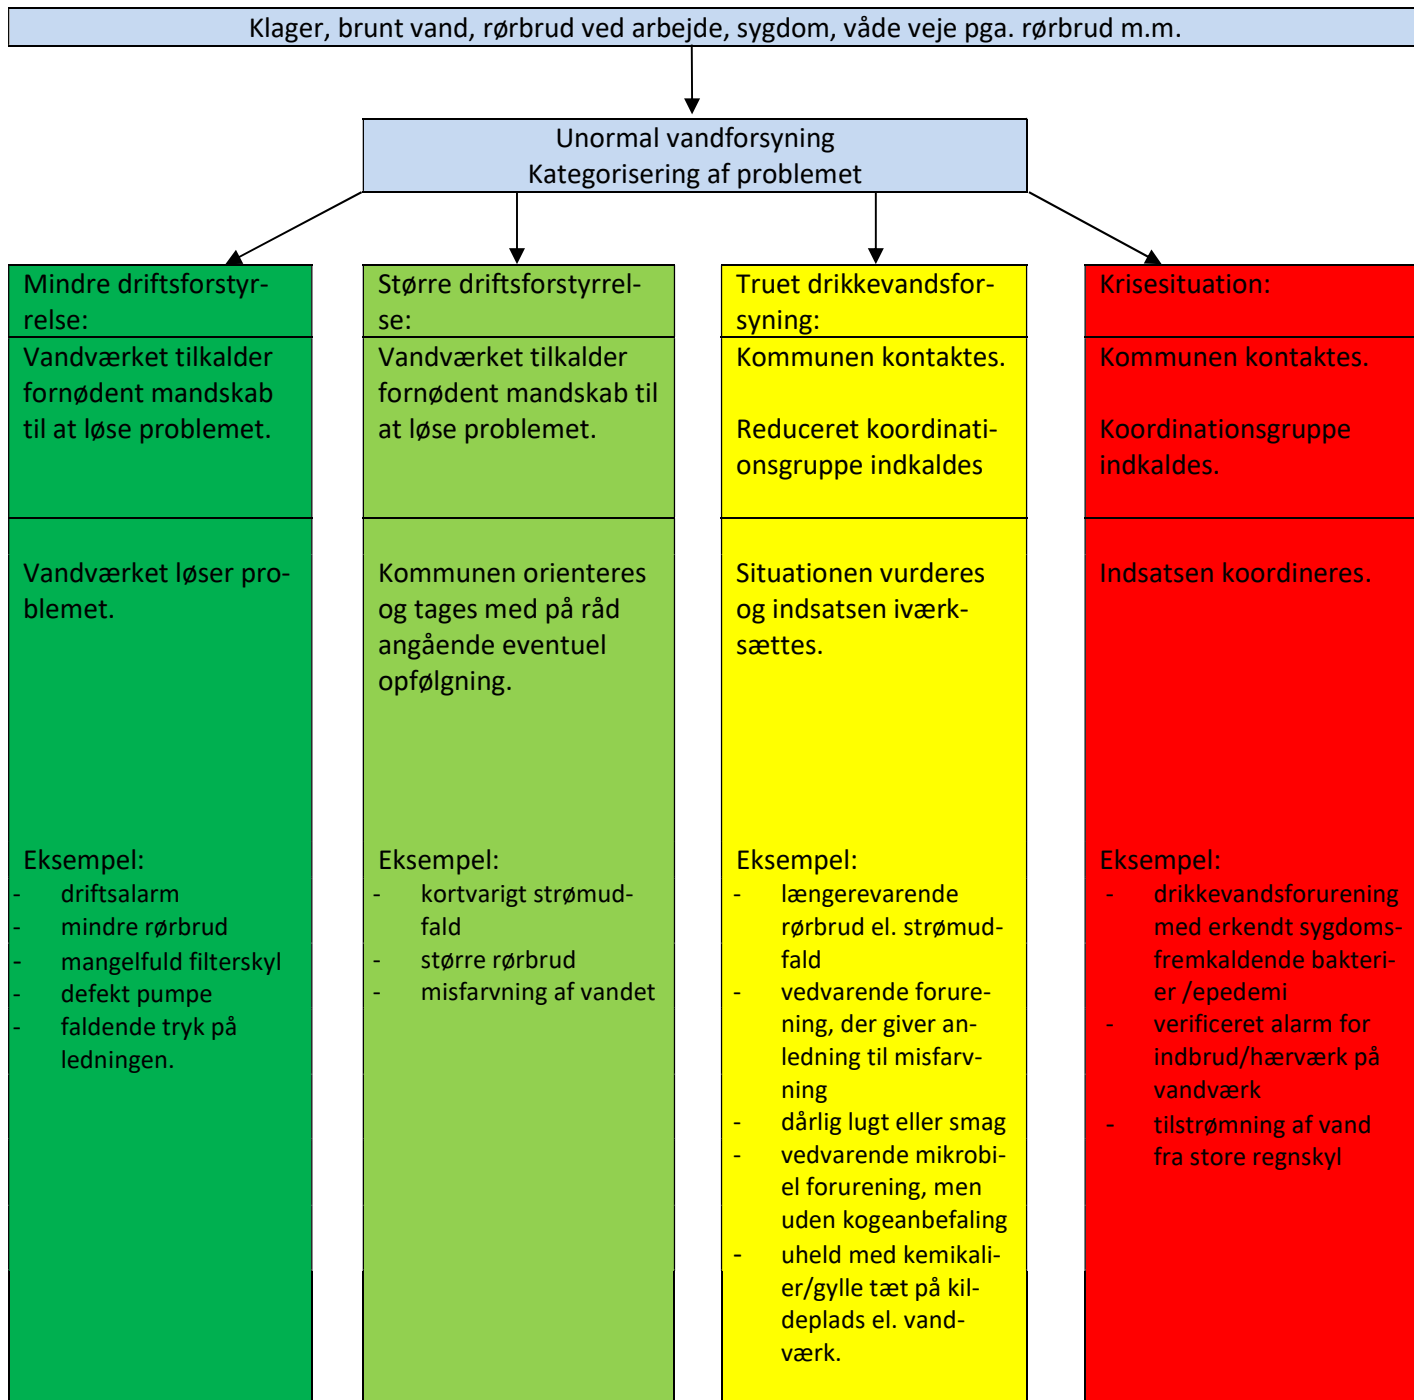 Klager, brunt vand, rørbrud ved arbejde, sygdom, våde veje pga. rørbrud m.m.
Unormal vandforsyning
Kategorisering af problemet
Mindre driftsforstyr-
relse:
Vandværket tilkalder
fornødent mandskab
til at løse problemet.
Vandværket løser pro-
blemet.
Eksempel:
- driftsalarm
- mindre rørbrud
- mangelfuld filterskyl
- defekt pumpe
- faldende tryk på
ledningen.
Større driftsforstyrrel-
se:
Vandværket tilkalder
fornødent mandskab til
at løse problemet.
Kommunen orienteres
og tages med på råd
angående eventuel
opfølgning.
Eksempel:
- kortvarigt strømud-
fald
- større rørbrud
- misfarvning af vandet
Truet drikkevandsfor-
syning:
Kommunen kontaktes.
Reduceret koordinati-
onsgruppe indkaldes
Situationen vurderes
og indsatsen iværk-
sættes.
Eksempel:
- længerevarende
rørbrud el. strømud-
fald
- vedvarende forure-
ning, der giver an-
ledning til misfarv-
ning
- dårlig lugt eller smag
- vedvarende mikrobi-
el forurening, men
uden kogeanbefaling
- uheld med kemikali-
er/gylle tæt på kil-
deplads el. vand-
værk.
Krisesituation:
Kommunen kontaktes.
Koordinationsgruppe
indkaldes.
Indsatsen koordineres.
Eksempel:
- drikkevandsforurening
med erkendt sygdoms-
fremkaldende bakteri-
er /epedemi
- verificeret alarm for
indbrud/hærværk på
vandværk
- tilstrømning af vand
fra store regnskyl